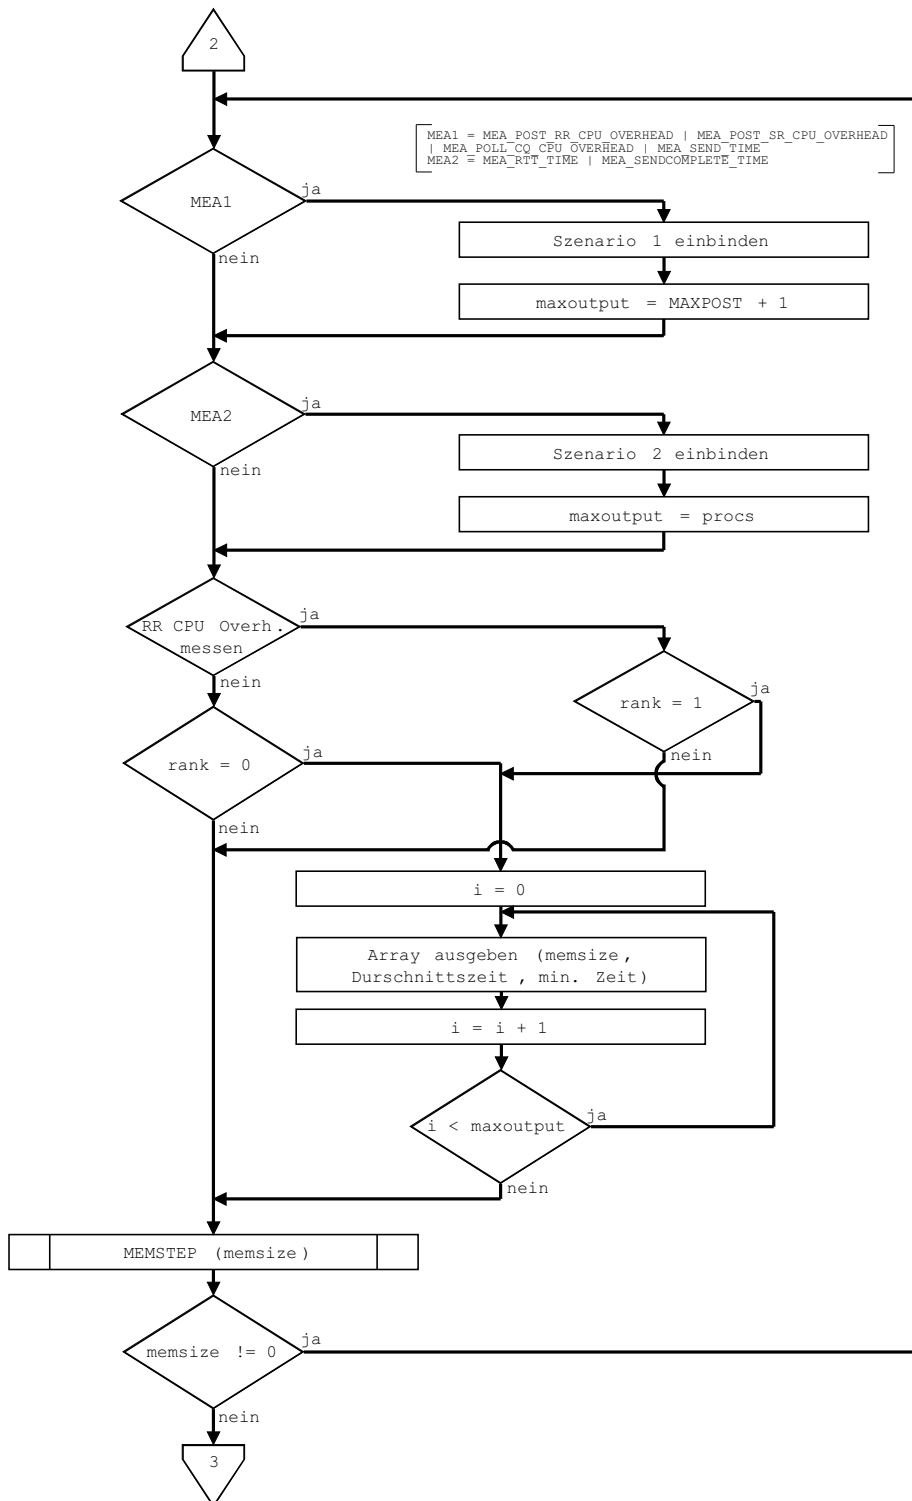 2
MEA1 = MEA_POST_RR_CPU_OVERHEAD | MEA_POST_SR_CPU_OVERHEAD
| MEA_POLL_CQ_CPU_OVERHEAD | MEA_SEND_TIME
MEA2 = MEA_RTT_TIME | MEA_SENDCOMPLETE_TIME
MEA1
ja
nein
Szenario 1 einbinden
maxoutput = MAXPOST + 1
MEA2
ja
nein
Szenario 2 einbinden
maxoutput = procs
RR CPU Overh.
messen
ja
nein
rank = 1
ja
nein
rank = 0
ja
nein
i = 0
Array ausgeben (memsize,
Durschnittszeit, min. Zeit)
i = i + 1
i < maxoutput
ja
nein
MEMSTEP (memsize)
memsize != 0
ja
nein
3